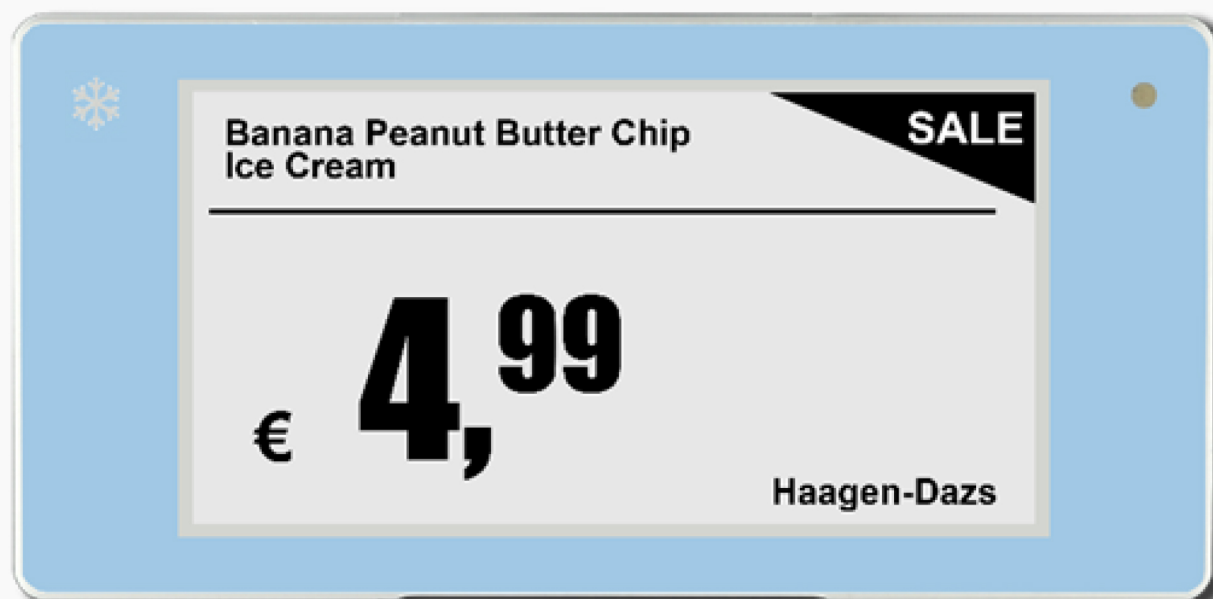 Banana Peanut Butter Chip
Ice Cream
SALE
€ 4,99
Haagen-Dazs